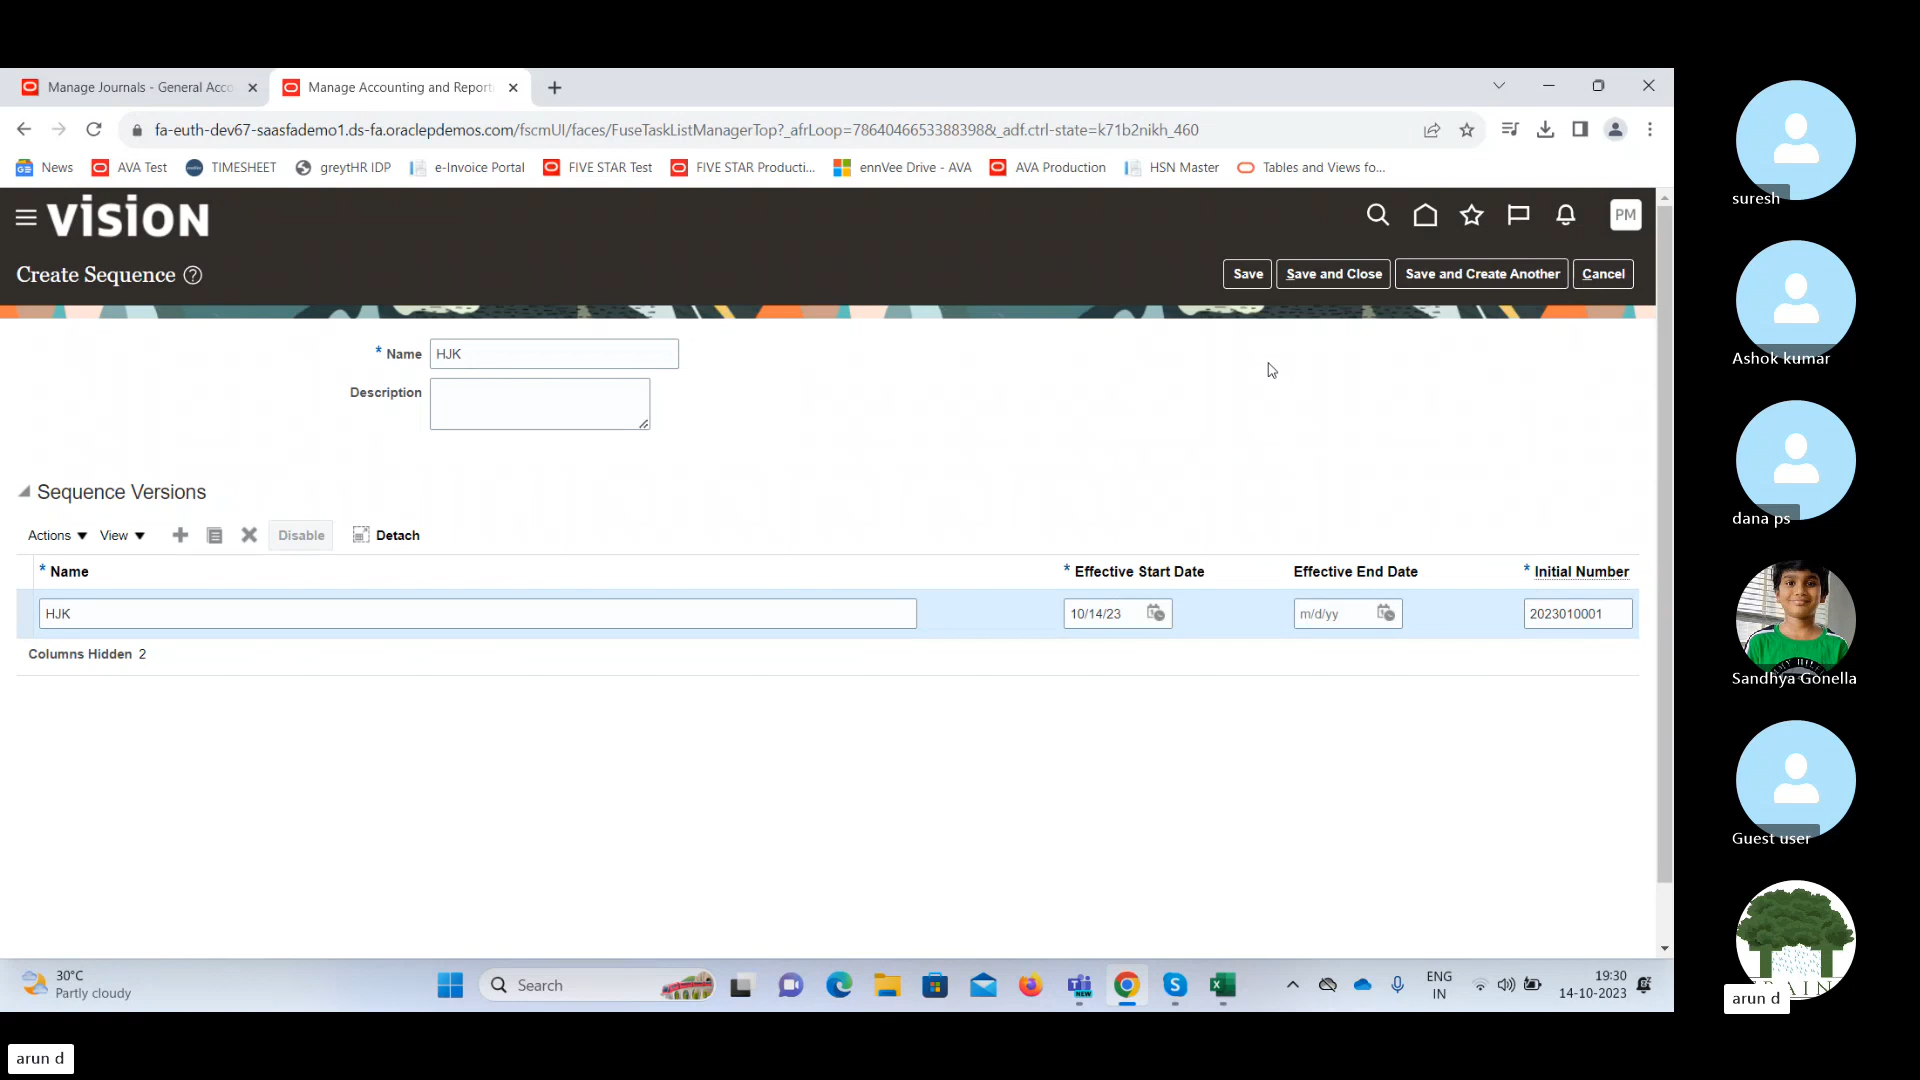 Manage Journals - General Acco
Manage Accounting and Report
fa-euth-dev67-saasfademo1.ds-fa.oraclepdemos.com/fscmUI/faces/FuseTaskListManagerTop?_afrLoop=78640466533883988&_adf.ctrl-state=k71b2nikh_460
News AVA Test TIMESHEET greytHR IDP e-Invoice Portal FIVE STAR Test FIVE STAR Producti... ennVee Drive - AVA AVA Production HSN Master Tables and Views fo...
VISION
PM
Create Sequence
Save Save and Close Save and Create Another Cancel
* Name HJK
Description
Sequence Versions
Actions View Disable Detach
* Name * Effective Start Date Effective End Date * Initial Number
HJK 10/14/23 m/d/yy 2023010001
Columns Hidden 2
30°C
Partly cloudy
Search
ENG
IN
19:30
14-10-2023
suresh
Ashok kumar
dana ps
Sandhya Gonella
Guest user
arun d
arun d